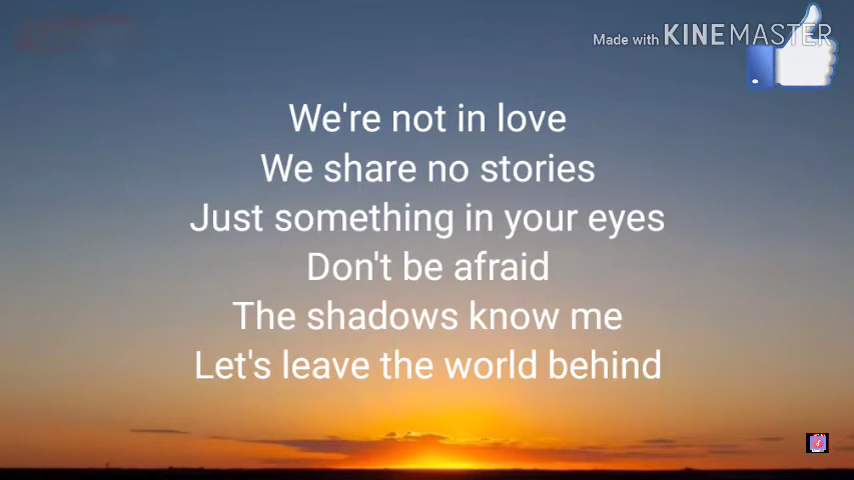 Made with KINEMASTER
We're not in love
We share no stories
Just something in your eyes
Don't be afraid
The shadows know me
Let's leave the world behind